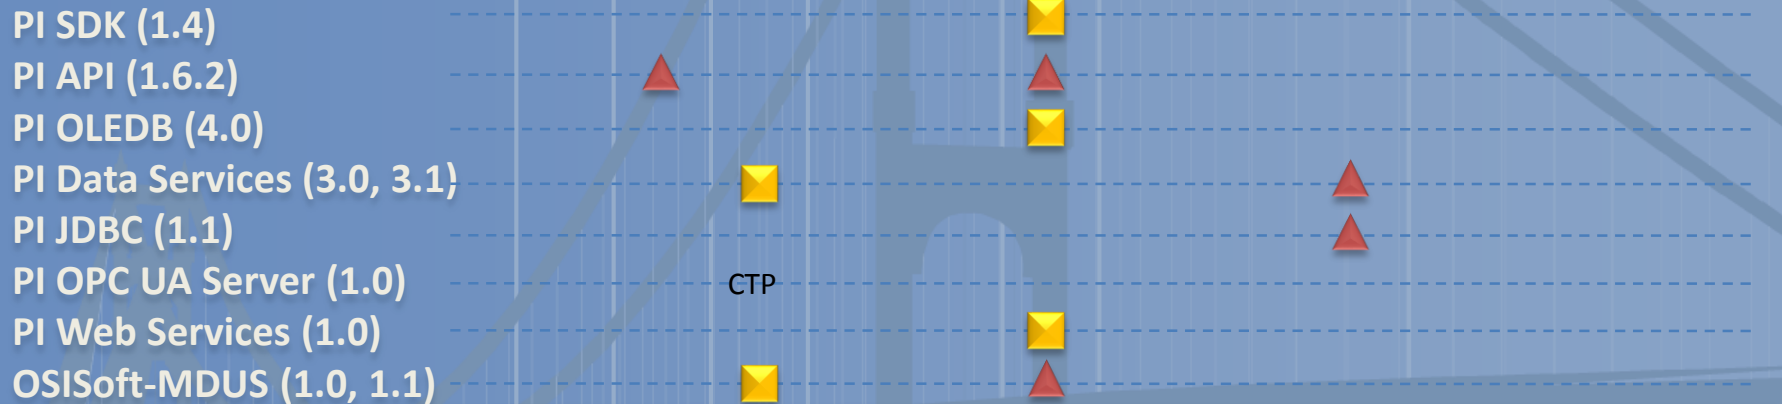 PI SDK (1.4)
PI API (1.6.2)
PI OLEDB (4.0)
PI Data Services (3.0, 3.1)
PI JDBC (1.1)
PI OPC UA Server (1.0) CTP
PI Web Services (1.0)
OSISoft-MDUS (1.0, 1.1)